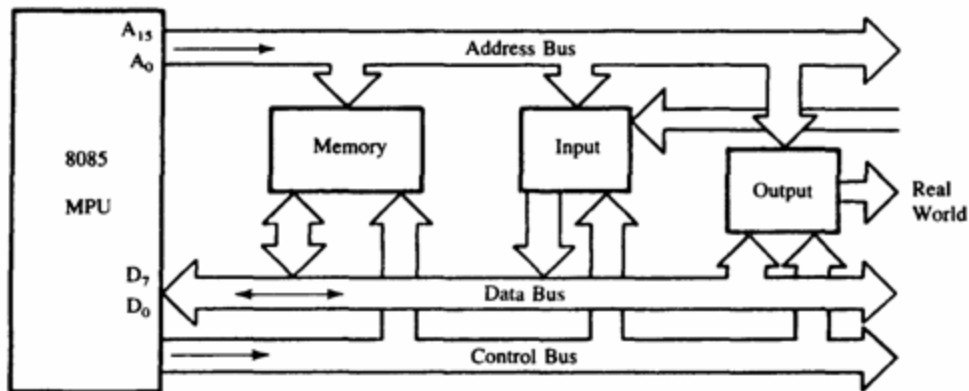 A15
Address Bus
A0
Memory
Input
8085
MPU
Output
Real
World
D7
Data Bus
D0
Control Bus